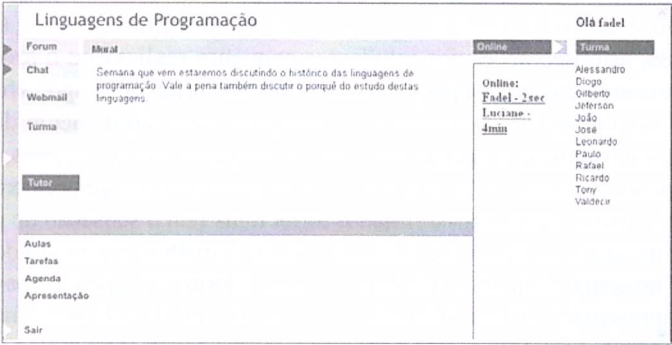 Linguagens de Programação
Olá fadel
Forum
Mural
Online
Turma
Chat
Webmail
Turma
Tutor
Semana que vem estaremos discutindo o histórico das linguagens de
programação. Vale a pena também discutir o porquê do estudo destas
linguagens.
Online:
Fadel - 2sec
Luciane -
4min
Alessandro
Diogo
Gilberto
Jeferson
João
José
Leonardo
Paulo
Rafael
Ricardo
Tony
Valdecir
Aulas
Tarefas
Agenda
Apresentação
Sair